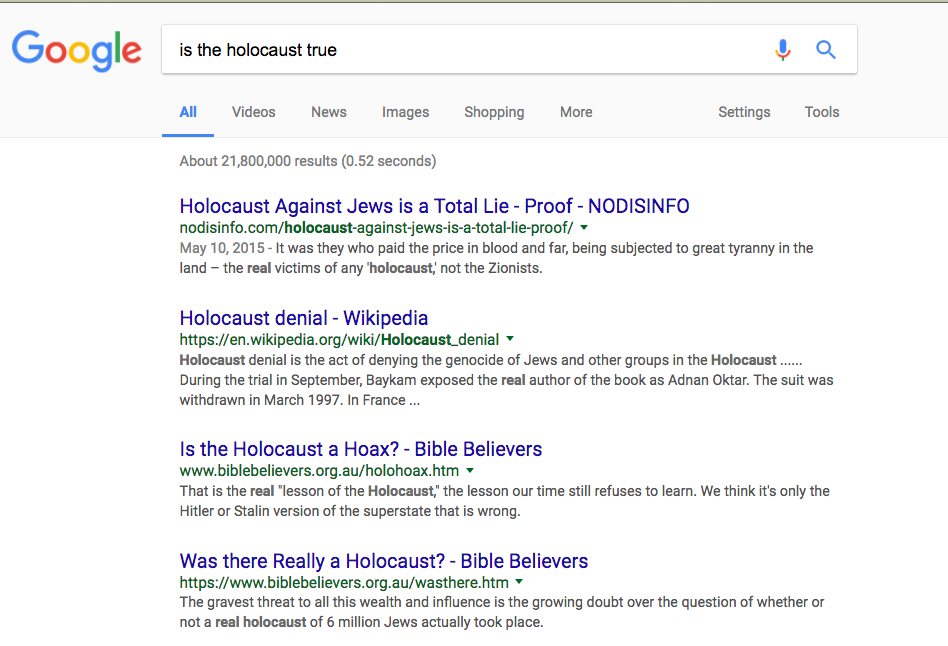 Google
is the holocaust true
All Videos News Images Shopping More Settings Tools
About 21,800,000 results (0.52 seconds)
Holocaust Against Jews is a Total Lie - Proof - NODISINFO
nodisinfo.com/holocaust-against-jews-is-a-total-lie-proof/
May 10, 2015 - It was they who paid the price in blood and far, being subjected to great tyranny in the
land – the real victims of any 'holocaust,' not the Zionists.
Holocaust denial - Wikipedia
https://en.wikipedia.org/wiki/Holocaust_denial
Holocaust denial is the act of denying the genocide of Jews and other groups in the Holocaust ......
During the trial in September, Baykam exposed the real author of the book as Adnan Oktar. The suit was
withdrawn in March 1997. In France ...
Is the Holocaust a Hoax? - Bible Believers
www.biblebelievers.org.au/holohoax.htm
That is the real "lesson of the Holocaust," the lesson our time still refuses to learn. We think it's only the
Hitler or Stalin version of the superstate that is wrong.
Was there Really a Holocaust? - Bible Believers
https://www.biblebelievers.org.au/wasthere.htm
The gravest threat to all this wealth and influence is the growing doubt over the question of whether or
not a real holocaust of 6 million Jews actually took place.